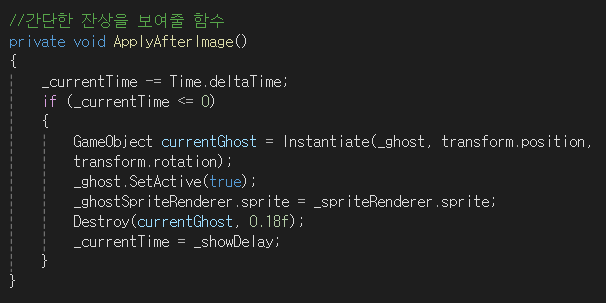 //간단한 잔상을 보여줄 함수
private void ApplyAfterImage()
{
_currentTime -= Time.deltaTime;
if (_currentTime <= 0)
{
GameObject currentGhost = Instantiate(_ghost, transform.position,
transform.rotation);
_ghost.SetActive(true);
_ghostSpriteRenderer.sprite = _spriteRenderer.sprite;
Destroy(currentGhost, 0.18f);
_currentTime = _showDelay;
}
}